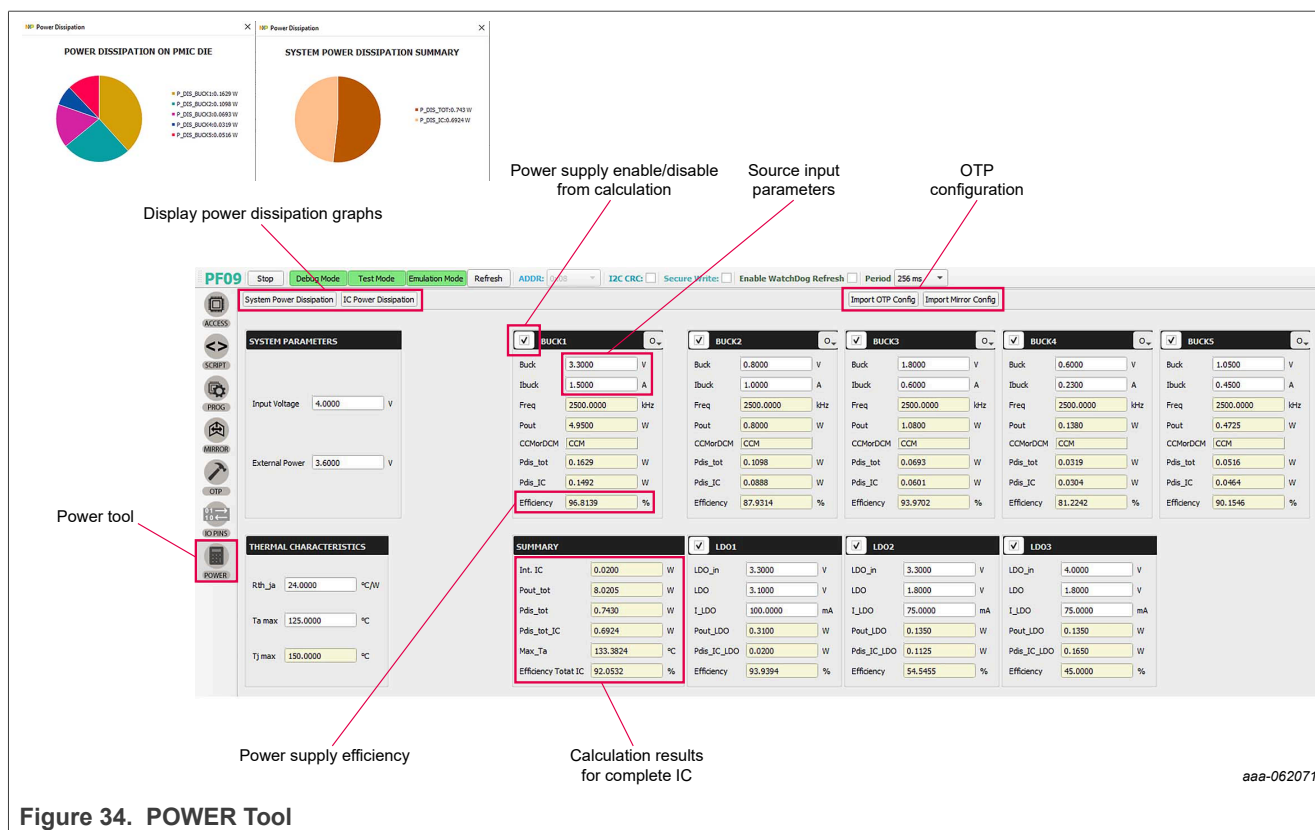 NXP Power Dissipation ×
POWER DISSIPATION ON PMIC DIE
P_DIS_BUCK1:0.1629 W
P_DIS_BUCK2:0.1098 W
P_DIS_BUCK3:0.0693 W
P_DIS_BUCK4:0.0319 W
P_DIS_BUCK5:0.0516 W
NXP Power Dissipation ×
SYSTEM POWER DISSIPATION SUMMARY
P_DIS_TOT:0.743 W
P_DIS_IC:0.6924 W
Power supply enable/disable
from calculation
Source input
parameters
OTP
configuration
Display power dissipation graphs
PF09 Stop Debug Mode Test Mode Emulation Mode Refresh ADDR: I2C CRC: Secure Write: Enable WatchDog Refresh Period 256 ms
System Power Dissipation IC Power Dissipation Import OTP Config Import Mirror Config
ACCESS
SCRIPT
PROG
MIRROR
OTP
IO PINS
POWER
Power tool
SYSTEM PARAMETERS
Input Voltage 4.0000 V
External Power 3.6000 V
BUCK1 O
Buck 3.3000 V
Ibuck 1.5000 A
Freq 2500.0000 kHz
Pout 4.9500 W
CCMorDCM CCM
Pdis_tot 0.1629 W
Pdis_IC 0.1492 W
Efficiency 96.8139 %
BUCK2 O
Buck 0.8000 V
Ibuck 1.0000 A
Freq 2500.0000 kHz
Pout 0.8000 W
CCMorDCM CCM
Pdis_tot 0.1098 W
Pdis_IC 0.0888 W
Efficiency 87.9314 %
BUCK3 O
Buck 1.8000 V
Ibuck 0.6000 A
Freq 2500.0000 kHz
Pout 1.0800 W
CCMorDCM CCM
Pdis_tot 0.0693 W
Pdis_IC 0.0601 W
Efficiency 93.9702 %
BUCK4 O
Buck 0.6000 V
Ibuck 0.2300 A
Freq 2500.0000 kHz
Pout 0.1380 W
CCMorDCM CCM
Pdis_tot 0.0319 W
Pdis_IC 0.0304 W
Efficiency 81.2242 %
BUCK5 O
Buck 1.0500 V
Ibuck 0.4500 A
Freq 2500.0000 kHz
Pout 0.4725 W
CCMorDCM CCM
Pdis_tot 0.0516 W
Pdis_IC 0.0464 W
Efficiency 90.1546 %
THERMAL CHARACTERISTICS
Rth_ja 24.0000 ºC/W
Ta max 125.0000 ºC
Tj max 150.0000 ºC
SUMMARY
Int. IC 0.0200 W
Pout_tot 8.0205 W
Pdis_tot 0.7430 W
Pdis_tot_IC 0.6924 W
Max_Ta 133.3824 ºC
Efficiency Totat IC 92.0532 %
LDO1
LDO_in 3.3000 V
LDO 3.1000 V
I_LDO 100.0000 mA
Pout_LDO 0.3100 W
Pdis_IC_LDO 0.0200 W
Efficiency 93.9394 %
LDO2
LDO_in 3.3000 V
LDO 1.8000 V
I_LDO 75.0000 mA
Pout_LDO 0.1350 W
Pdis_IC_LDO 0.1125 W
Efficiency 54.5455 %
LDO3
LDO_in 4.0000 V
LDO 1.8000 V
I_LDO 75.0000 mA
Pout_LDO 0.1350 W
Pdis_IC_LDO 0.1650 W
Efficiency 45.0000 %
Power supply efficiency
Calculation results
for complete IC
aaa-062071
Figure 34. POWER Tool